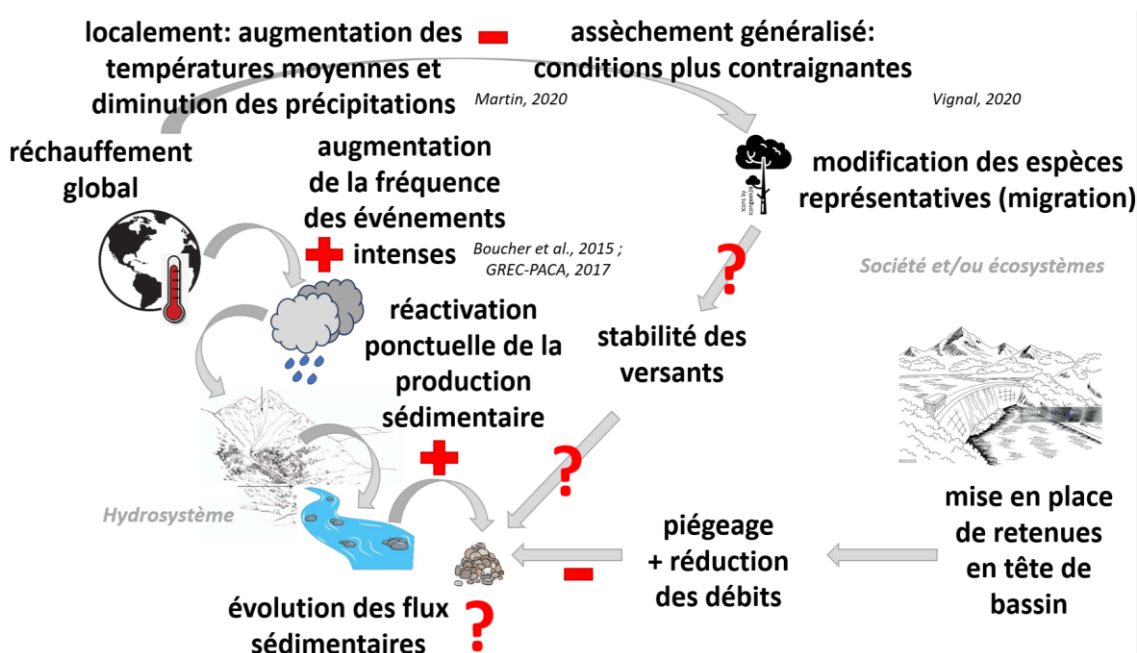 localement: augmentation des
températures moyennes et
diminution des précipitations
Martin, 2020
assèchement généralisé:
conditions plus contraignantes
Vignal, 2020
réchauffement
global
augmentation
de la fréquence
des événements
intenses
Boucher et al., 2015 ;
GREC-PACA, 2017
modification des espèces
représentatives (migration)
?
Société et/ou écosystèmes
réactivation
ponctuelle de la
production
sédimentaire
stabilité des
versants
?
Hydrosystème
piégeage
+ réduction
des débits
mise en place
de retenues
en tête de
bassin
évolution des flux
sédimentaires
?